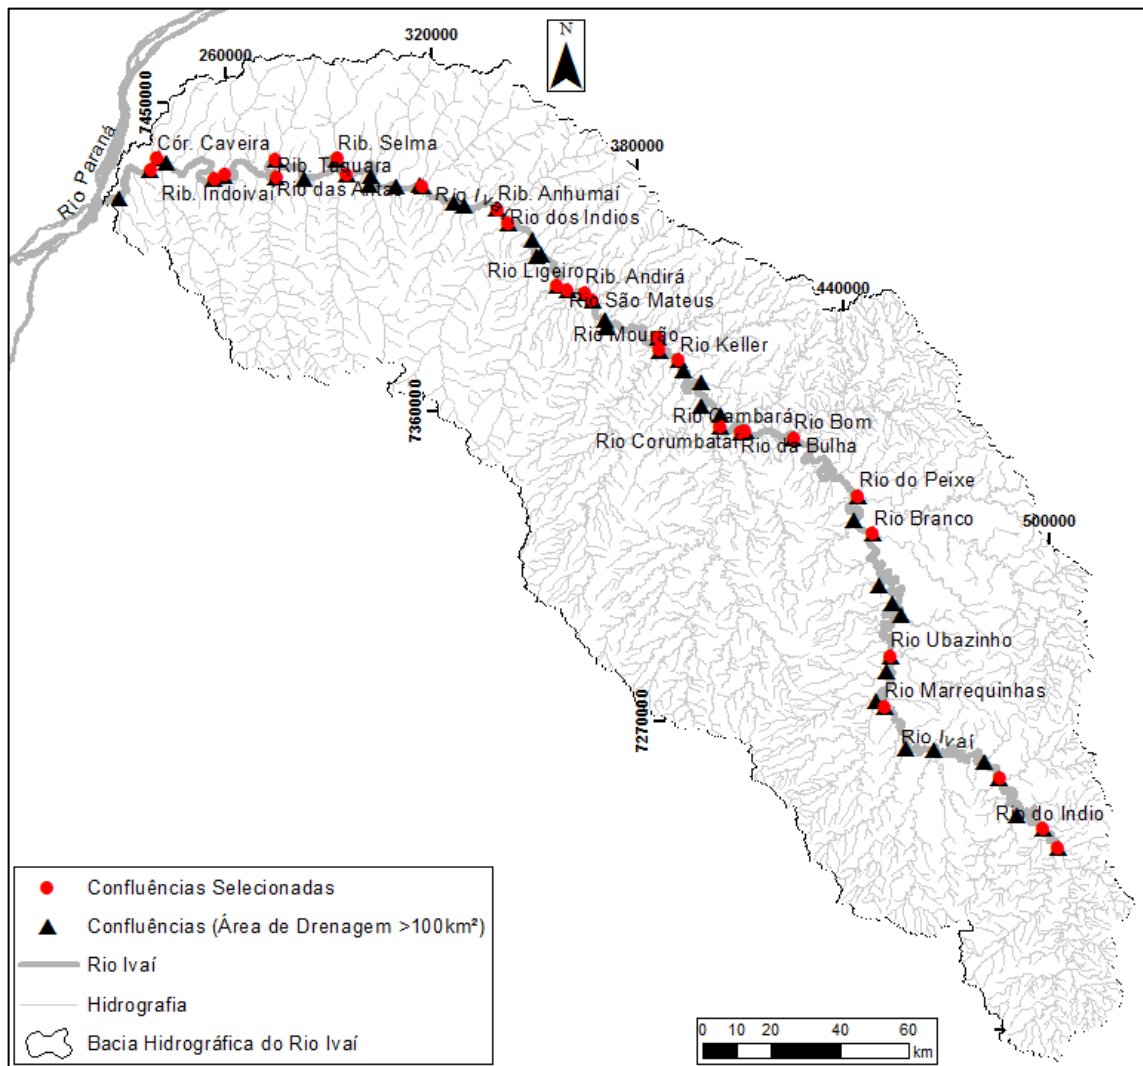 N
320000
260000
7450000
Rio Paraná
Cór. Caveira
Rib. Selma
380000
Rib. Taquara
Rib. Indoivaí
Rio das Anta
Rio Ivaí
Rib. Anhumaí
Rio dos Indios
Rio Ligeiro
Rib. Andirá
Rio São Mateus
440000
Rio Mourão
Rio Keller
7360000
Rio Gambará
Rio Bom
Rio Corumbataí
Rio da Bulha
Rio do Peixe
Rio Branco
500000
Rio Ubazinho
Rio Marrequinhas
7270000
Rio Ivaí
Rio do Indio
Confluências Selecionadas
Confluências (Área de Drenagem >100km²)
Rio Ivaí
Hidrografia
Bacia Hidrográfica do Rio Ivaí
0 10 20 40 60
km